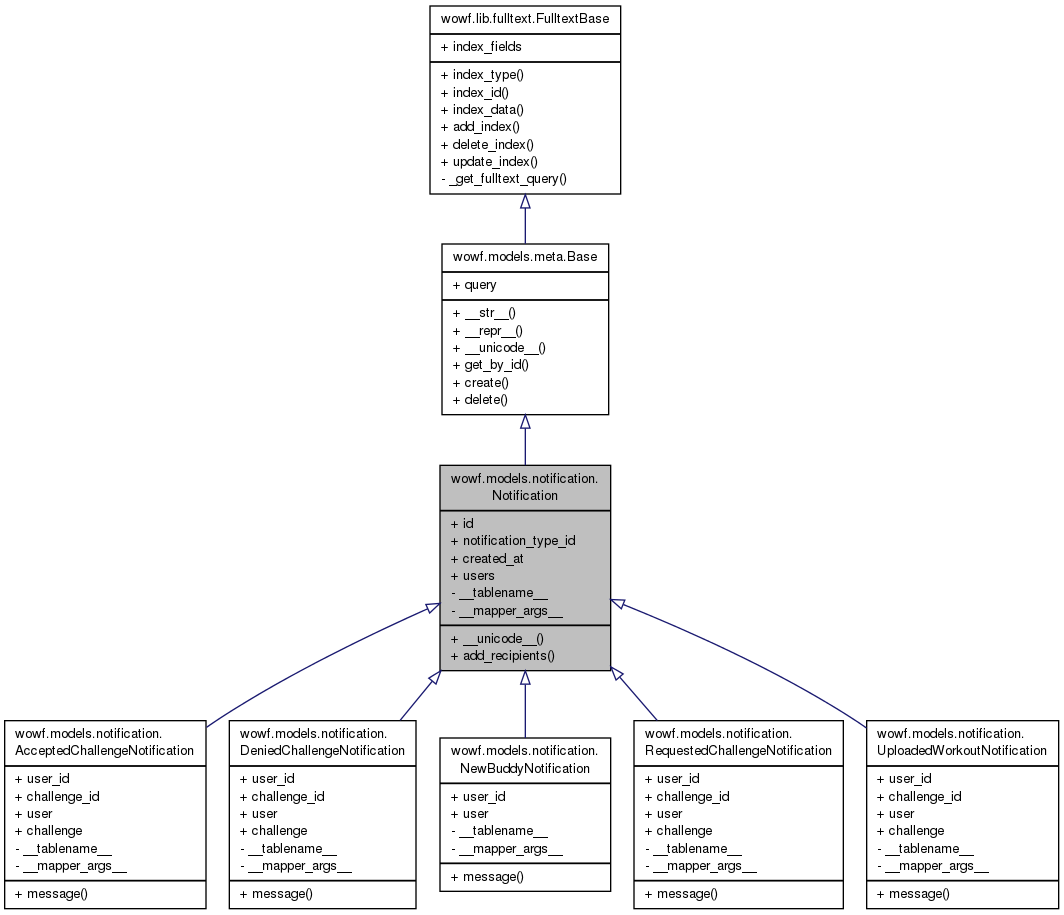 wowf.lib.fulltext.FulltextBase
+ index_fields
+ index_type()
+ index_id()
+ index_data()
+ add_index()
+ delete_index()
+ update_index()
- _get_fulltext_query()
wowf.models.meta.Base
+ query
+ __str__()
+ __repr__()
+ __unicode__()
+ get_by_id()
+ create()
+ delete()
wowf.models.notification.
Notification
+ id
+ notification_type_id
+ created_at
+ users
- __tablename__
- __mapper_args__
+ __unicode__()
+ add_recipients()
wowf.models.notification.
AcceptedChallengeNotification
+ user_id
+ challenge_id
+ user
+ challenge
- __tablename__
- __mapper_args__
+ message()
wowf.models.notification.
DeniedChallengeNotification
+ user_id
+ challenge_id
+ user
+ challenge
- __tablename__
- __mapper_args__
+ message()
wowf.models.notification.
NewBuddyNotification
+ user_id
+ user
- __tablename__
- __mapper_args__
+ message()
wowf.models.notification.
RequestedChallengeNotification
+ user_id
+ challenge_id
+ user
+ challenge
- __tablename__
- __mapper_args__
+ message()
wowf.models.notification.
UploadedWorkoutNotification
+ user_id
+ challenge_id
+ user
+ challenge
- __tablename__
- __mapper_args__
+ message()